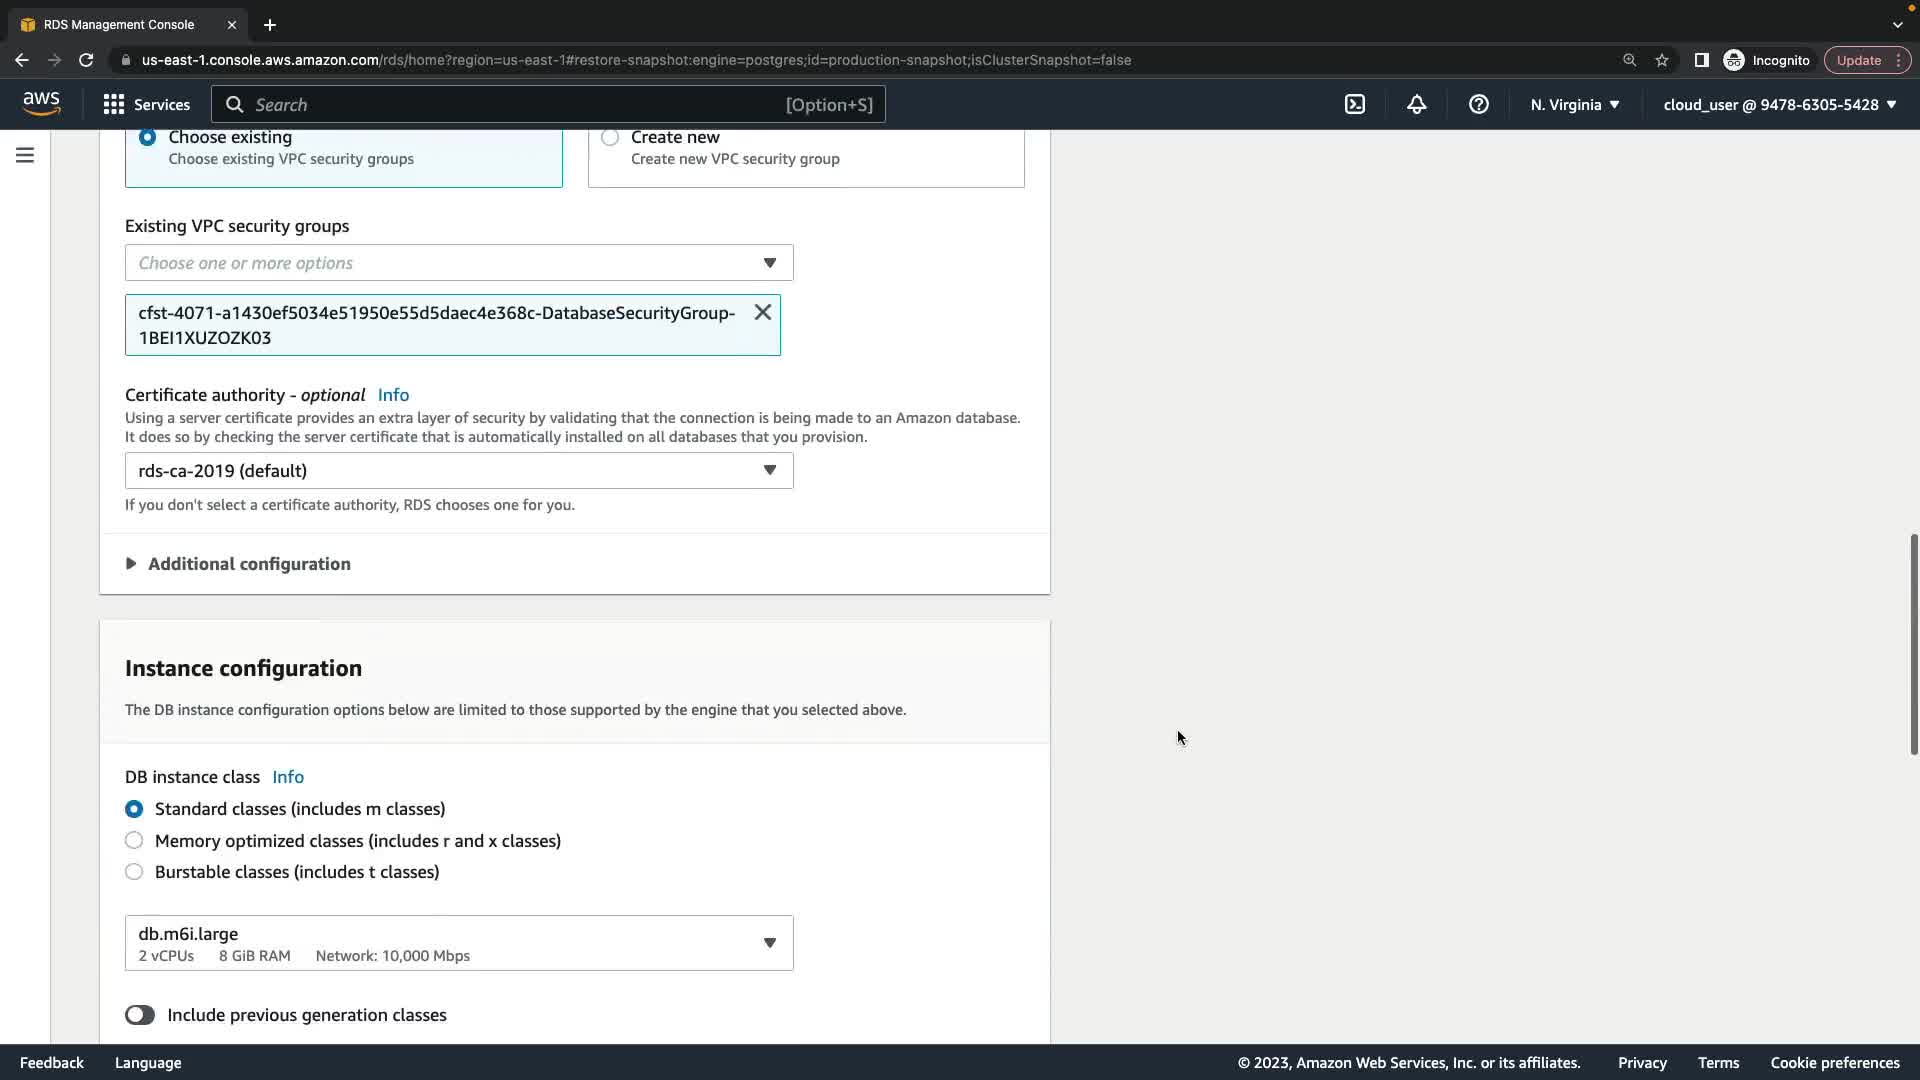 RDS Management Console
us-east-1.console.aws.amazon.com/rds/home?region=us-east-1#restore-snapshot:engine=postgres;id=production-snapshot;isClusterSnapshot=false
Incognito
Update
aws
Services
Search
[Option+S]
N. Virginia
cloud_user @ 9478-6305-5428
Choose existing
Choose existing VPC security groups
Create new
Create new VPC security group
Existing VPC security groups
Choose one or more options
cfst-4071-a1430ef5034e51950e55d5daec4e368c-DatabaseSecurityGroup-
1BEI1XUZOZK03
Certificate authority - optional Info
Using a server certificate provides an extra layer of security by validating that the connection is being made to an Amazon database.
It does so by checking the server certificate that is automatically installed on all databases that you provision.
rds-ca-2019 (default)
If you don't select a certificate authority, RDS chooses one for you.
Additional configuration
Instance configuration
The DB instance configuration options below are limited to those supported by the engine that you selected above.
DB instance class Info
Standard classes (includes m classes)
Memory optimized classes (includes r and x classes)
Burstable classes (includes t classes)
db.m6i.large
2 vCPUs 8 GiB RAM Network: 10,000 Mbps
Include previous generation classes
Feedback
Language
© 2023, Amazon Web Services, Inc. or its affiliates.
Privacy
Terms
Cookie preferences